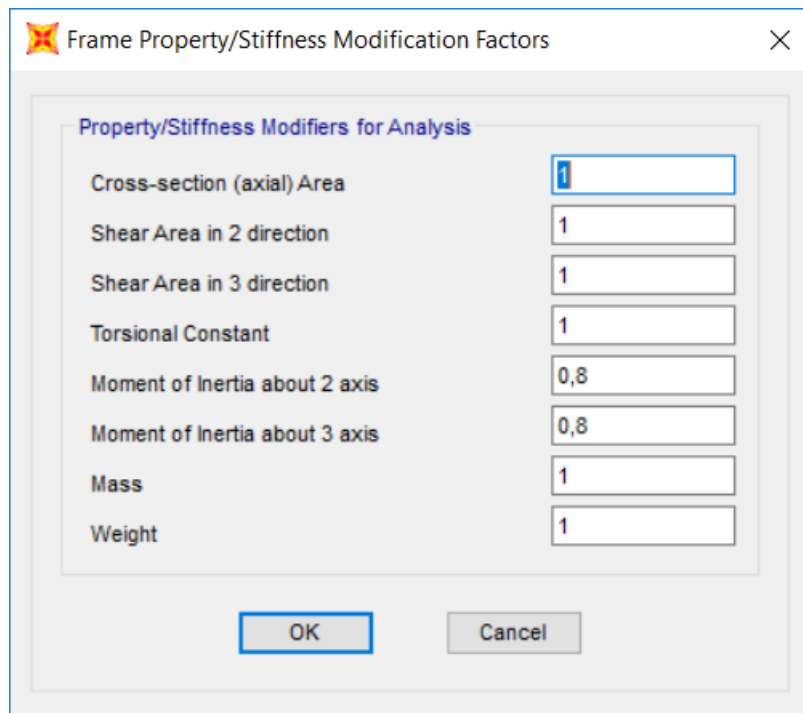 Frame Property/Stiffness Modification Factors
Property/Stiffness Modifiers for Analysis
Cross-section (axial) Area 1
Shear Area in 2 direction 1
Shear Area in 3 direction 1
Torsional Constant 1
Moment of Inertia about 2 axis 0,8
Moment of Inertia about 3 axis 0,8
Mass 1
Weight 1
OK Cancel